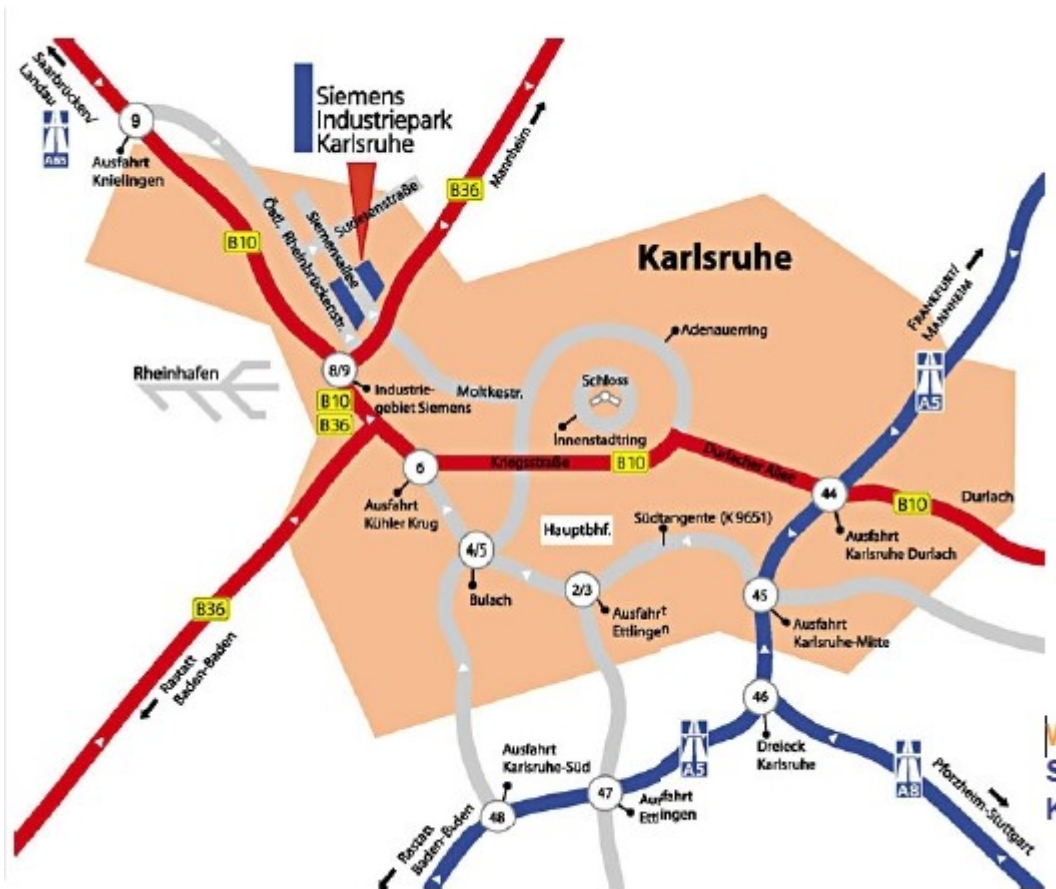 Saarbrücken/
Landau
A65
9
Ausfahrt
Knielingen
Siemens
Industriepark
Karlsruhe
Mannheim
B36
Sudetenstraße
Siemensallee
Östl. Rheinbrückenstr.
B10
Karlsruhe
FRANKFURT/
MANNHEIM
A5
Adenauerring
Rheinhafen
8/9
Industrie-
gebiet Siemens
B10
B36
Moltkestr.
Schloss
Innenstadtring
6
Kriegsstraße
B10
Durlacher Allee
44
B10
Durlach
Ausfahrt
Kühler Krug
Hauptbhf.
Südtangente (K 9651)
Ausfahrt
Karlsruhe Durlach
4/5
Bulach
2/3
Ausfahrt
Ettlingen
45
Ausfahrt
Karlsruhe-Mitte
B36
Rastatt
Baden-Baden
46
Dreieck
Karlsruhe
Ausfahrt
Karlsruhe-Süd
A5
A8
Pforzheim-Stuttgart
47
Ausfahrt
Ettlingen
48
Rastatt
Baden-Baden